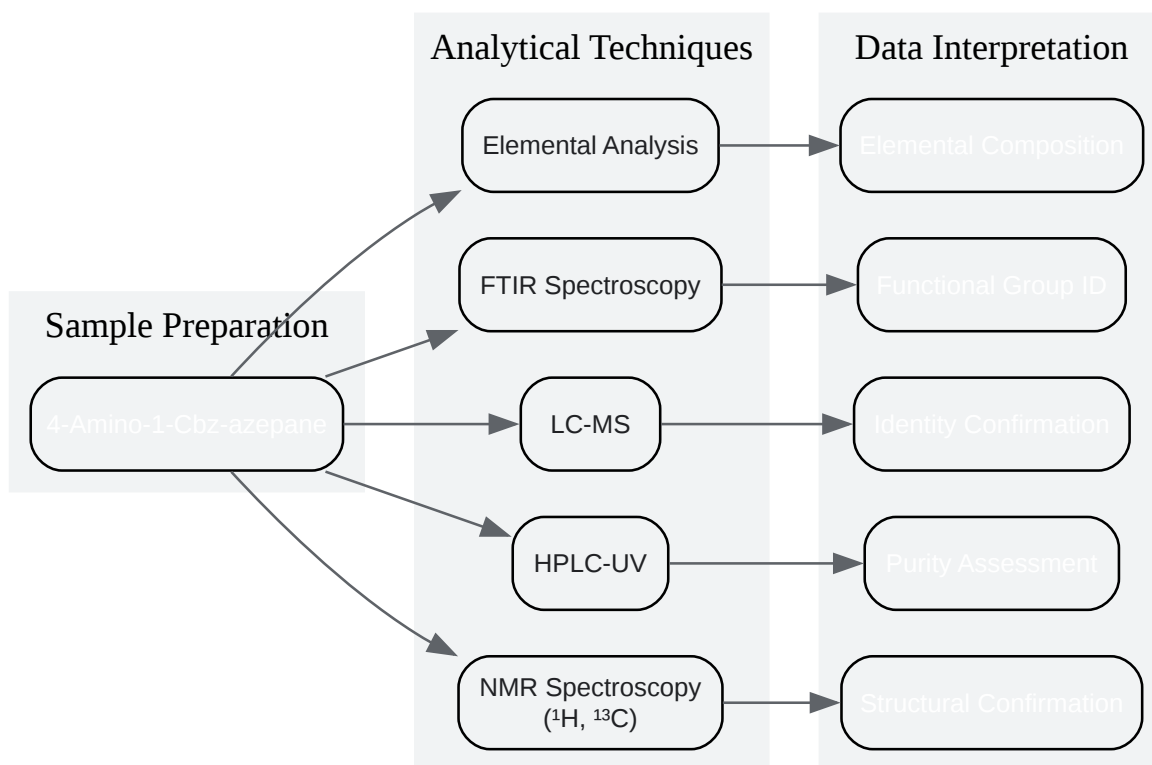 Analytical Techniques
Data Interpretation
Elemental Analysis
Elemental Composition
FTIR Spectroscopy
Functional Group ID
Sample Preparation
4-Amino-1-Cbz-azepane
LC-MS
Identity Confirmation
HPLC-UV
Purity Assessment
NMR Spectroscopy
(¹H, ¹³C)
Structural Confirmation